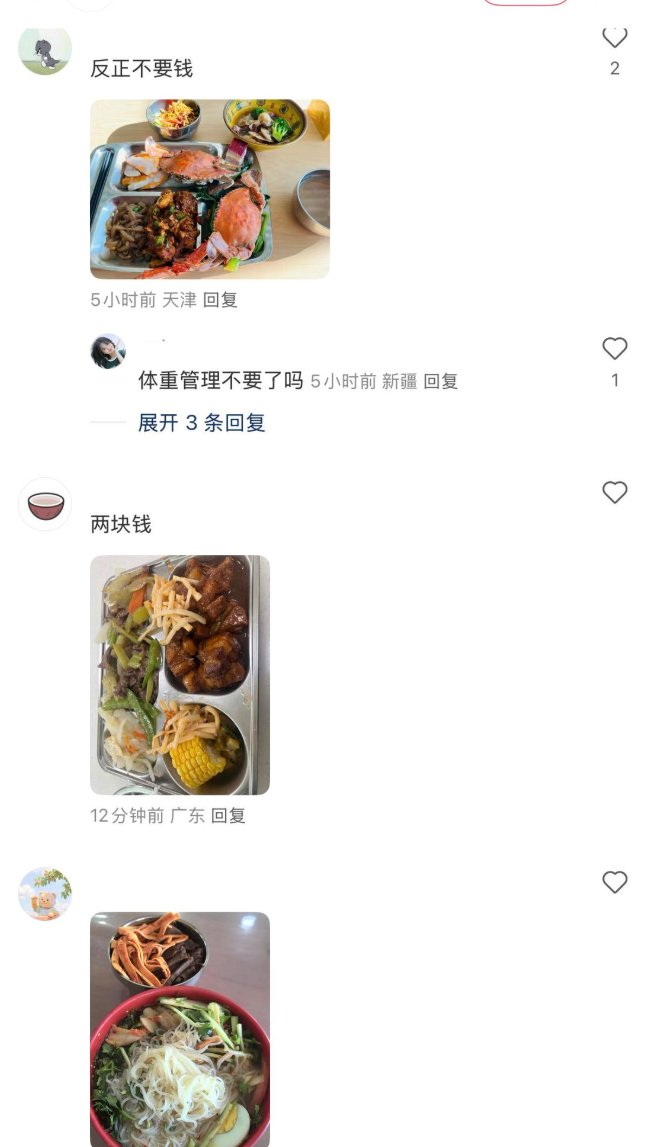 反正不要钱
2
5小时前 天津 回复
体重管理不要了吗 5小时前 新疆 回复
1
展开 3 条回复
两块钱
12分钟前 广东 回复